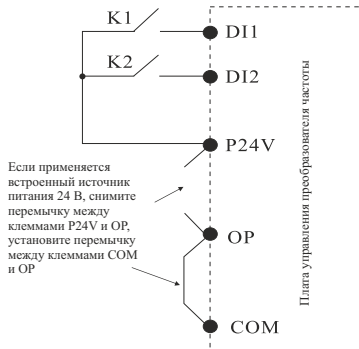 K1
DI1
K2
DI2
P24V
Если применяется
встроенный источник
питания 24 В, снимите
перемычку между
клеммами P24V и OP,
установите перемычку
между клеммами COM
и OP
OP
COM
Плата управления преобразователя частоты